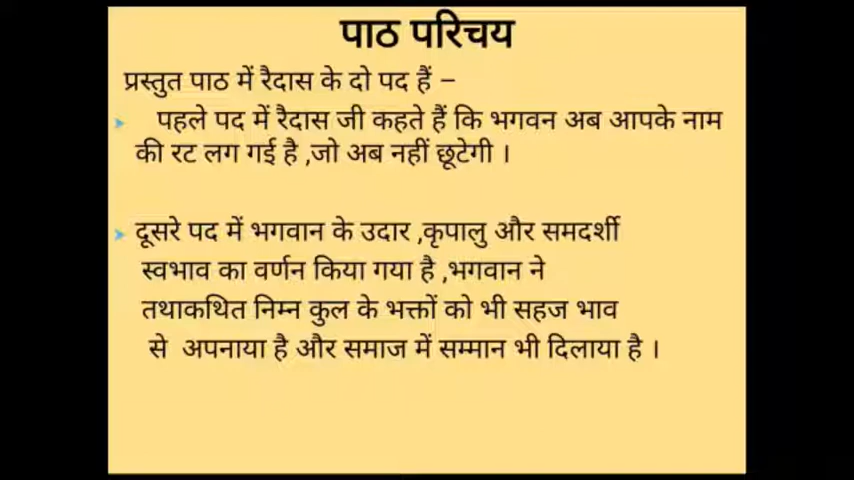 पाठ परिचय
प्रस्तुत पाठ में रैदास के दो पद हैं –
पहले पद में रैदास जी कहते हैं कि भगवन अब आपके नाम
की रट लग गई है ,जो अब नहीं छूटेगी ।
दूसरे पद में भगवान के उदार ,कृपालु और समदर्शी
स्वभाव का वर्णन किया गया है ,भगवान ने
तथाकथित निम्न कुल के भक्तों को भी सहज भाव
से अपनाया है और समाज में सम्मान भी दिलाया है ।